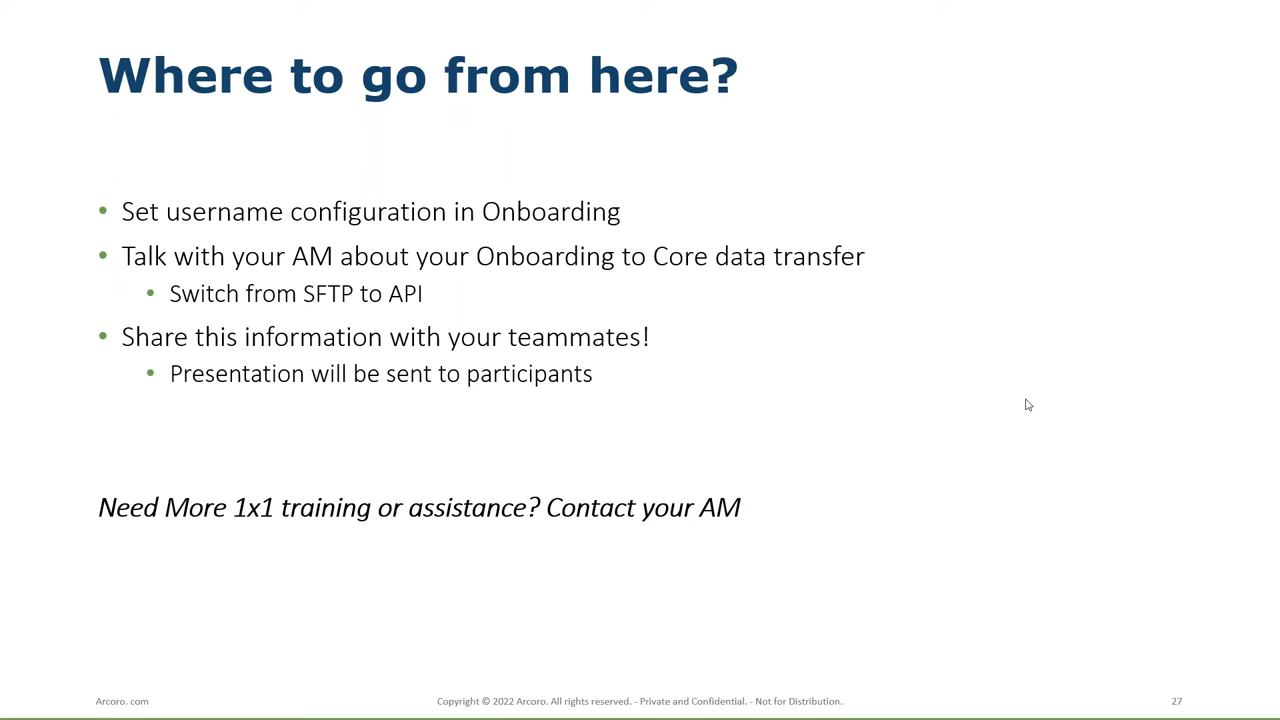 Where to go from here?
• Set username configuration in Onboarding
• Talk with your AM about your Onboarding to Core data transfer
• Switch from SFTP to API
• Share this information with your teammates!
• Presentation will be sent to participants
Need More 1x1 training or assistance? Contact your AM
Arcoro. com
Copyright © 2022 Arcoro. All rights reserved. - Private and Confidential. - Not for Distribution.
27